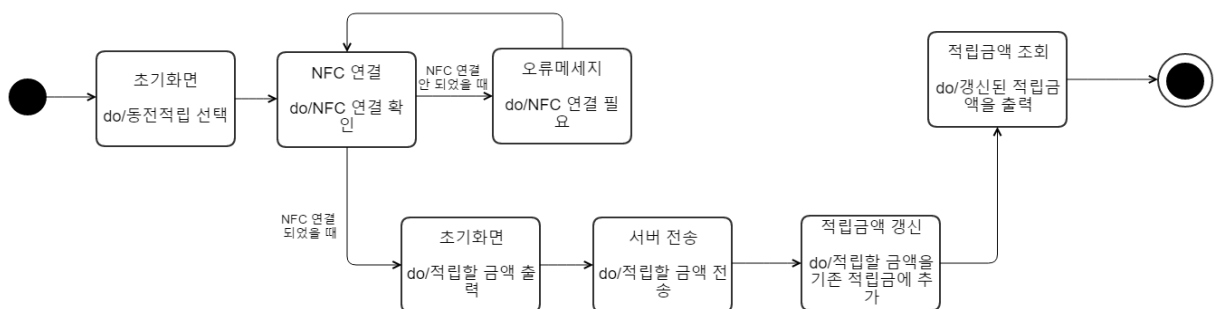 초기화면
do/동전적립 선택
NFC 연결
do/NFC 연결 확
인
NFC 연결
안 되었을 때
오류메세지
do/NFC 연결 필
요
적립금액 조회
do/갱신된 적립금
액을 출력
NFC 연결
되었을 때
초기화면
do/적립할 금액 출
력
서버 전송
do/적립할 금액 전
송
적립금액 갱신
do/적립할 금액을
기존 적립금에 추
가